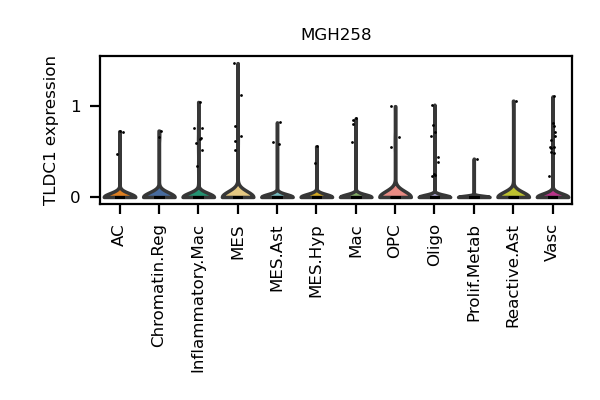 MGH258
TLDC1 expression
1
0
AC
Chromatin.Reg
Inflammatory.Mac
MES
MES.Ast
MES.Hyp
Mac
OPC
Oligo
Prolif.Metab
Reactive.Ast
Vasc